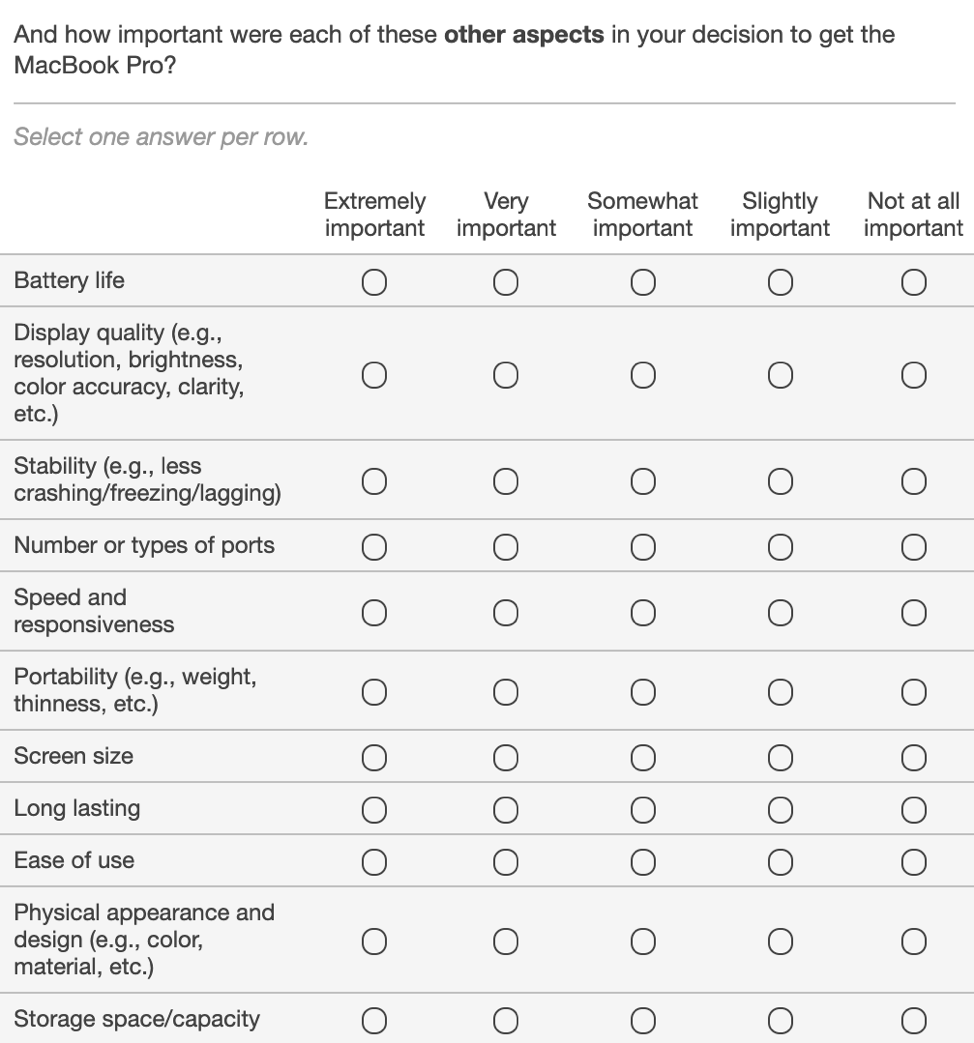 And how important were each of these other aspects in your decision to get the
MacBook Pro?
Select one answer per row.
Extremely
important
Very
important
Somewhat
important
Slightly
important
Not at all
important
Battery life
Display quality (e.g.,
resolution, brightness,
color accuracy, clarity,
etc.)
Stability (e.g., less
crashing/freezing/lagging)
Number or types of ports
Speed and
responsiveness
Portability (e.g., weight,
thinness, etc.)
Screen size
Long lasting
Ease of use
Physical appearance and
design (e.g., color,
material, etc.)
Storage space/capacity